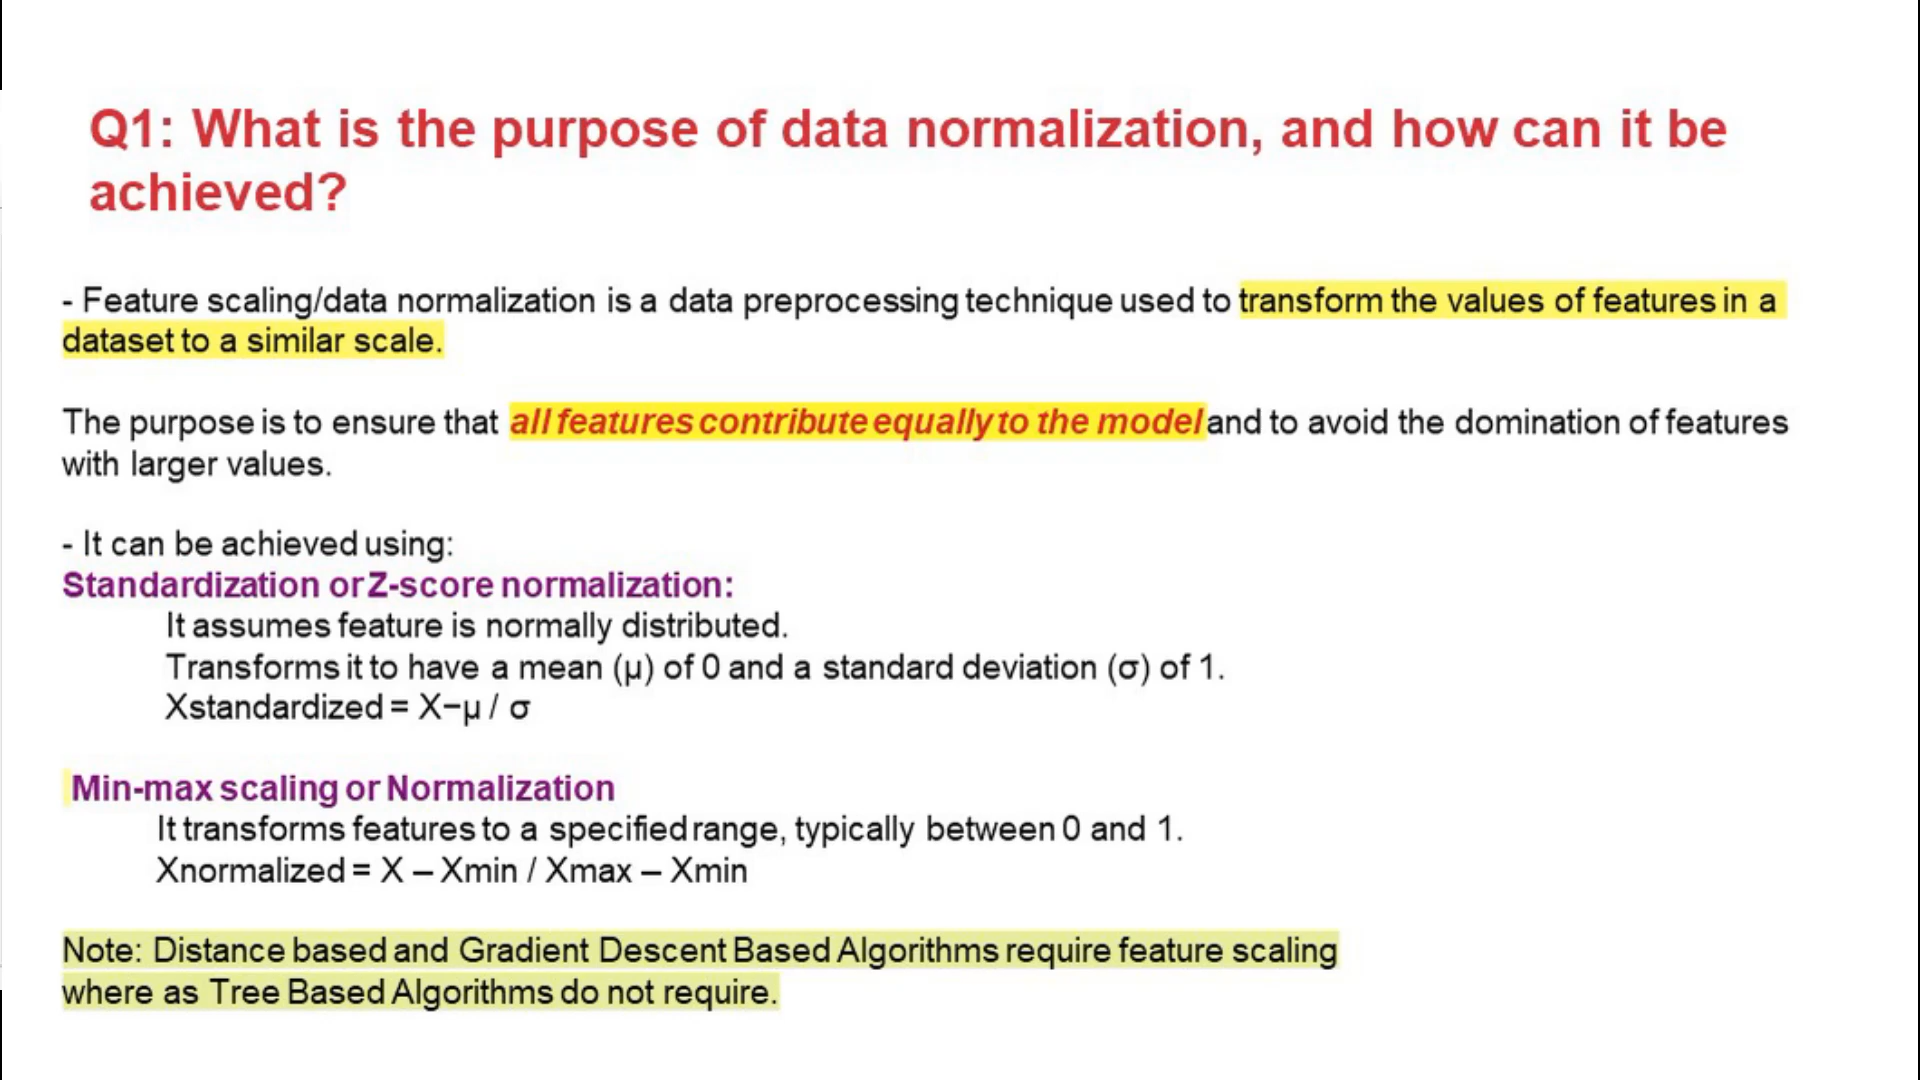 Q1: What is the purpose of data normalization, and how can it be
achieved?
- Feature scaling/data normalization is a data preprocessing technique used to transform the values of features in a
dataset to a similar scale.
The purpose is to ensure that all features contribute equally to the model and to avoid the domination of features
with larger values.
- It can be achieved using:
Standardization or Z-score normalization:
It assumes feature is normally distributed.
Transforms it to have a mean (μ) of 0 and a standard deviation (σ) of 1.
Xstandardized = X−μ / σ
Min-max scaling or Normalization
It transforms features to a specified range, typically between 0 and 1.
Xnormalized = X – Xmin / Xmax – Xmin
Note: Distance based and Gradient Descent Based Algorithms require feature scaling
where as Tree Based Algorithms do not require.